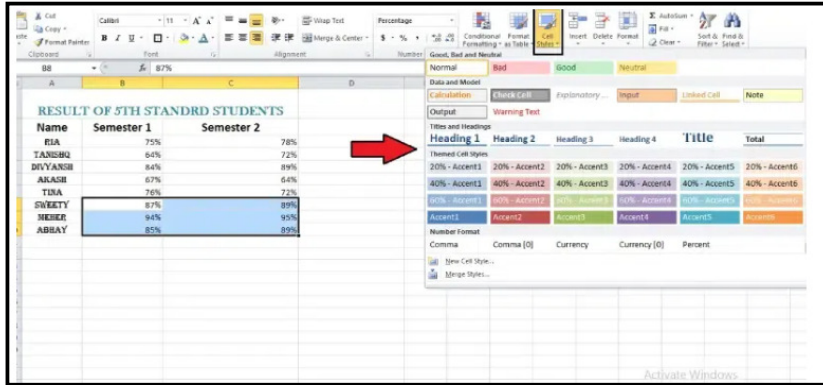 Cut
Copy
Format Painter
Clipboard
Calibri
11
A A
B I U
Font
Wrap Text
Merge & Center
Alignment
Percentage
$ % ,
Number
Conditional Formatting
Format as Table
Cell Styles
Insert Delete Format
AutoSum
Fill
Clear
Sort & Filter
Find & Select
B8
fx 87%
A B C D
RESULT OF 5TH STANDRD STUDENTS
Name Semester 1 Semester 2
RIA 75% 78%
TANISHQ 64% 72%
DIVYANSH 84% 89%
AKASH 67% 64%
TINA 76% 72%
SWEETY 87% 89%
MEHER 94% 95%
ABHAY 85% 89%
Good, Bad and Neutral
Normal Bad Good Neutral
Data and Model
Calculation Check Cell Explanatory ... Input Linked Cell Note
Output Warning Text
Titles and Headings
Heading 1 Heading 2 Heading 3 Heading 4 Title Total
Themed Cell Styles
20% - Accent1 20% - Accent2 20% - Accent3 20% - Accent4 20% - Accent5 20% - Accent6
40% - Accent1 40% - Accent2 40% - Accent3 40% - Accent4 40% - Accent5 40% - Accent6
60% - Accent1 60% - Accent2 60% - Accent3 60% - Accent4 60% - Accent5 60% - Accent6
Accent1 Accent2 Accent3 Accent4 Accent5 Accent6
Number Format
Comma Comma [0] Currency Currency [0] Percent
New Cell Style...
Merge Styles...
Activate Windows